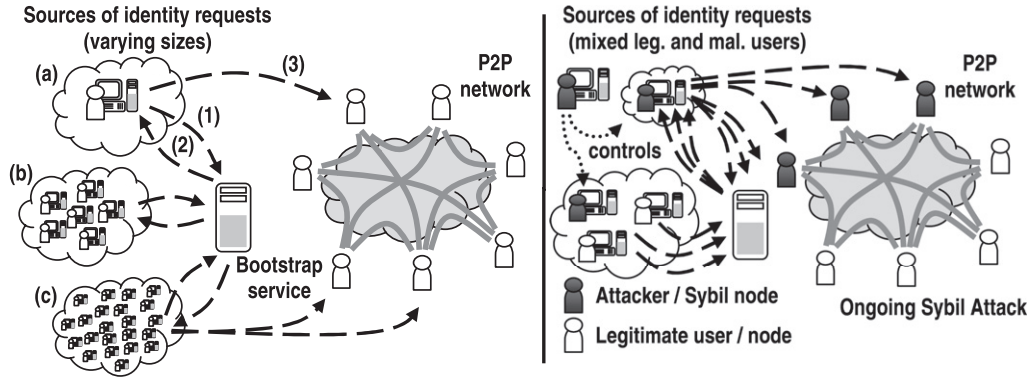 Sources of identity requests
(varying sizes)
(a)
(3)
P2P
network
(1)
(2)
(b)
(c)
Bootstrap
service
Sources of identity requests
(mixed leg. and mal. users)
P2P
network
controls
Attacker / Sybil node
Legitimate user / node
Ongoing Sybil Attack